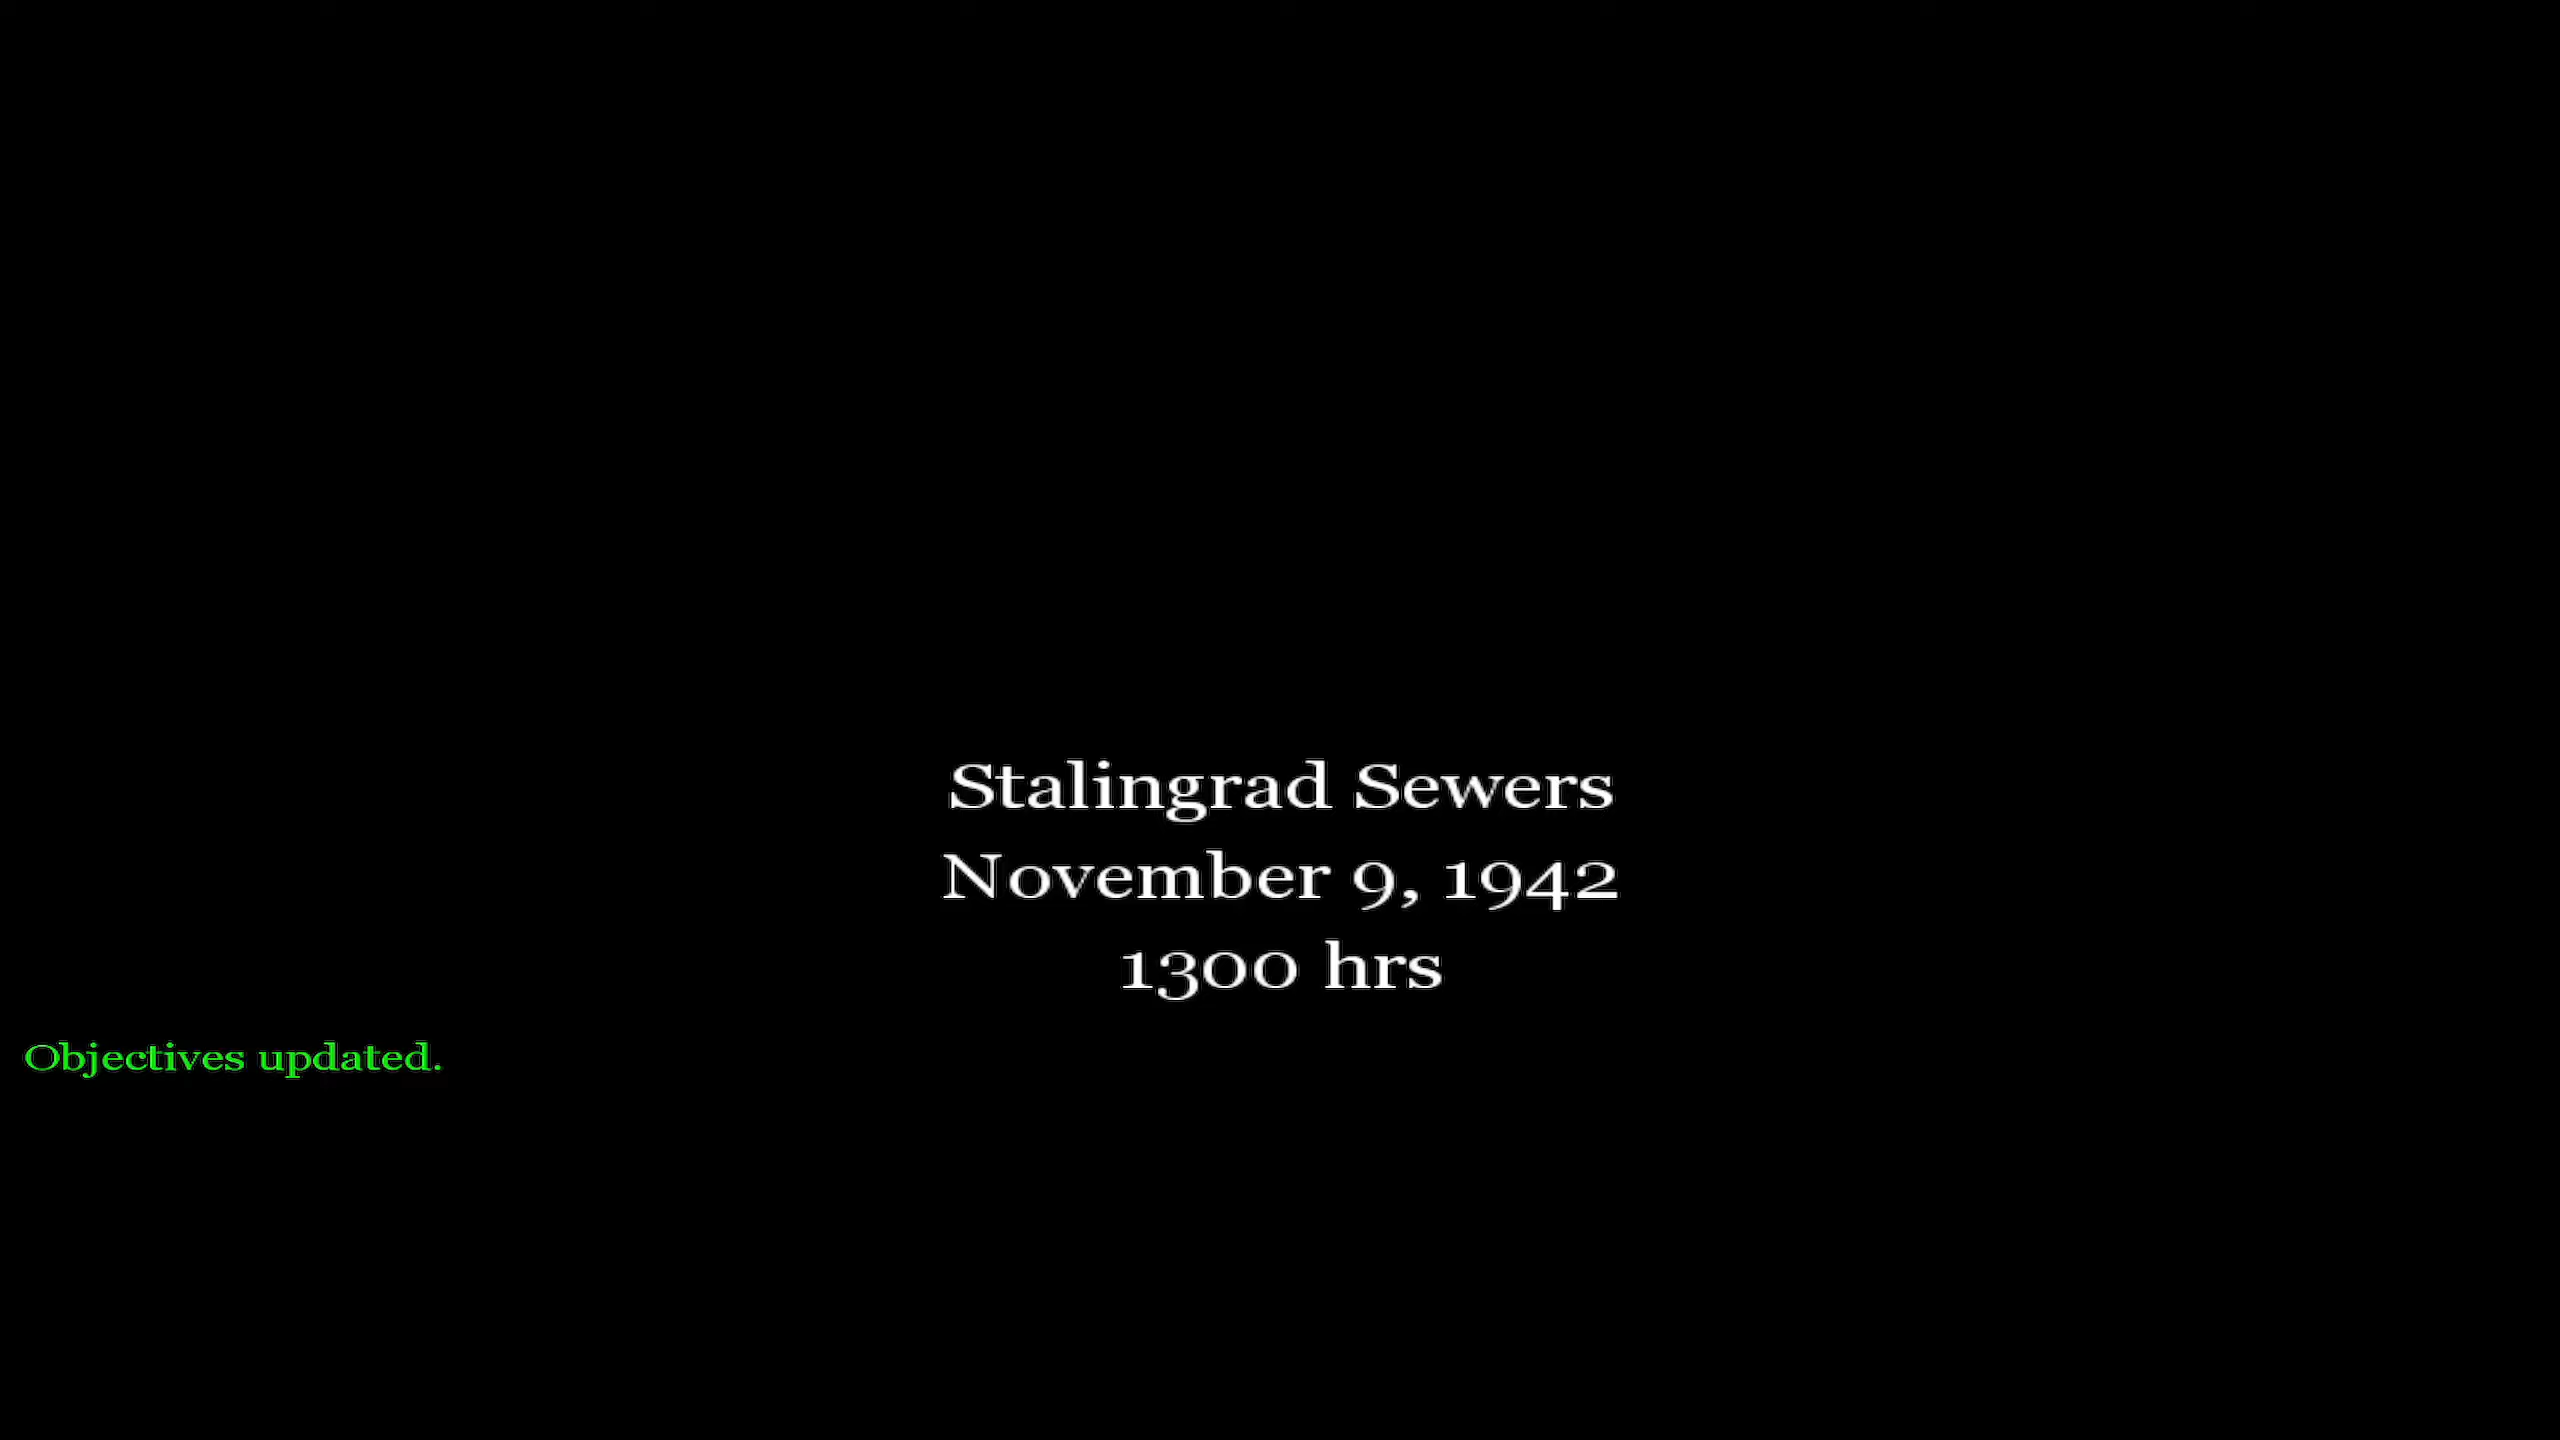 Stalingrad Sewers
November 9, 1942
1300 hrs
Objectives updated.